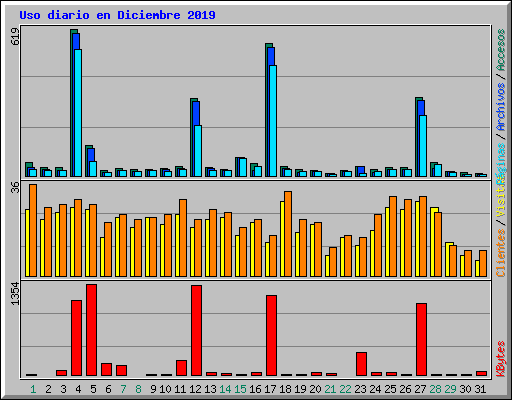 Uso diario en Diciembre 2019
619
36
1354
Clientes / visitas
Páginas / Archivos / Accesos
KBytes
1 2 3 4 5 6 7 8 9 10 11 12 13 14 15 16 17 18 19 20 21 22 23 24 25 26 27 28 29 30 31